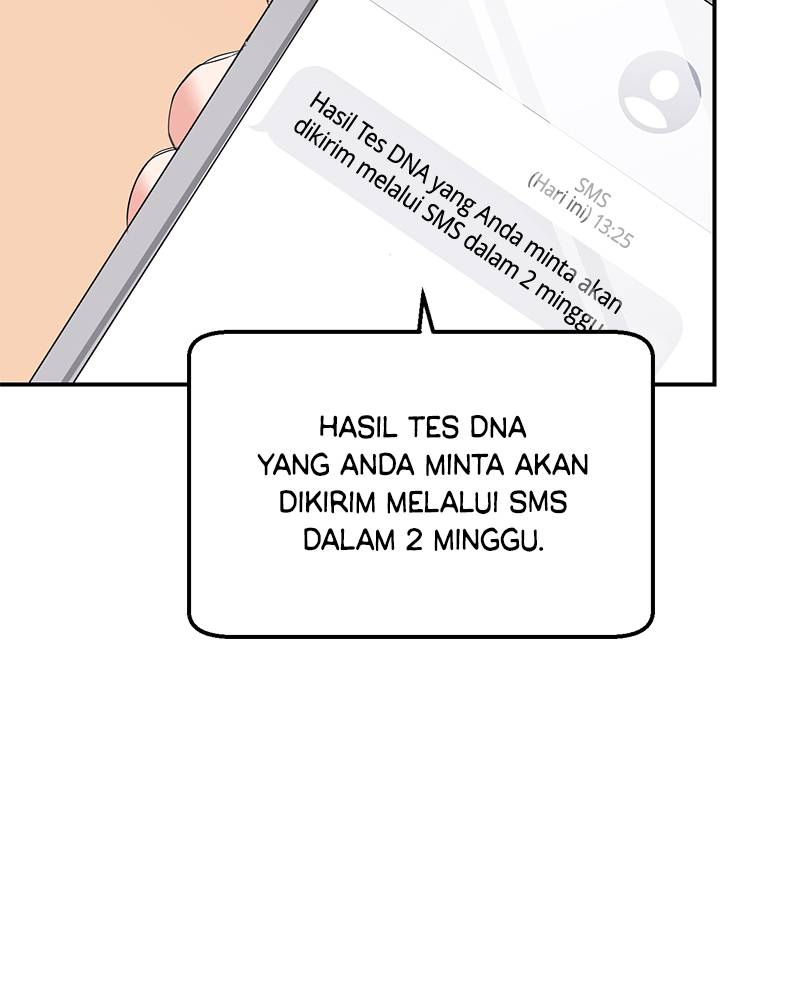 SMS
(Hari ini) 13:25
Hasil Tes DNA yang Anda minta akan
dikirim melalui SMS dalam 2 minggu
HASIL TES DNA
YANG ANDA MINTA AKAN
DIKIRIM MELALUI SMS
DALAM 2 MINGGU.